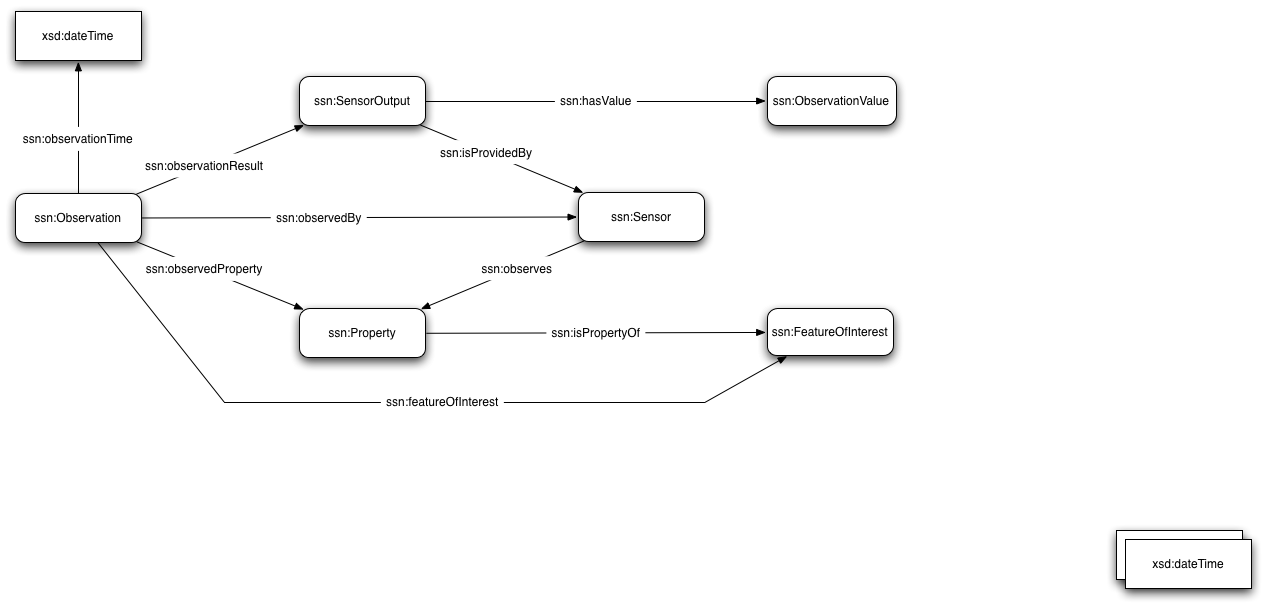 xsd:dateTime
ssn:SensorOutput
ssn:hasValue
ssn:ObservationValue
ssn:observationTime
ssn:isProvidedBy
ssn:observationResult
ssn:Observation
ssn:observedBy
ssn:Sensor
ssn:observedProperty
ssn:observes
ssn:Property
ssn:isPropertyOf
ssn:FeatureOfInterest
ssn:featureOfInterest
xsd:dateTime